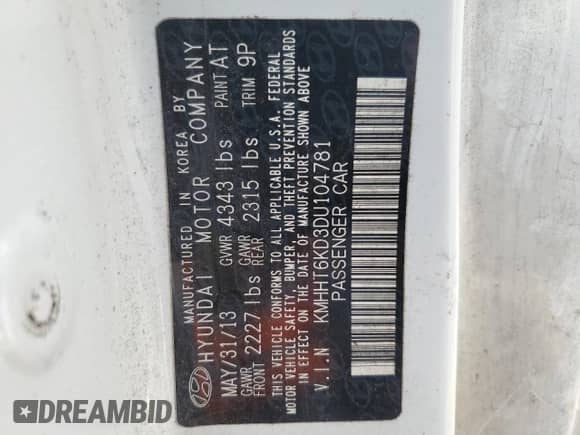 MANUFACTURED IN KOREA BY
HYUNDAI MOTOR COMPANY
MAY/31/13 GVWR 4343 lbs PAINT AT
GAWR FRONT 2227 lbs GAWR REAR 2315 lbs TRIM 9P
THIS VEHICLE CONFORMS TO ALL APPLICABLE U.S.A. FEDERAL
MOTOR VEHICLE SAFETY, BUMPER, AND THEFT PREVENTION STANDARDS
IN EFFECT ON THE DATE OF MANUFACTURE SHOWN ABOVE
V.I.N KMHHT6KD3DU104781
PASSENGER CAR
DREAMBID